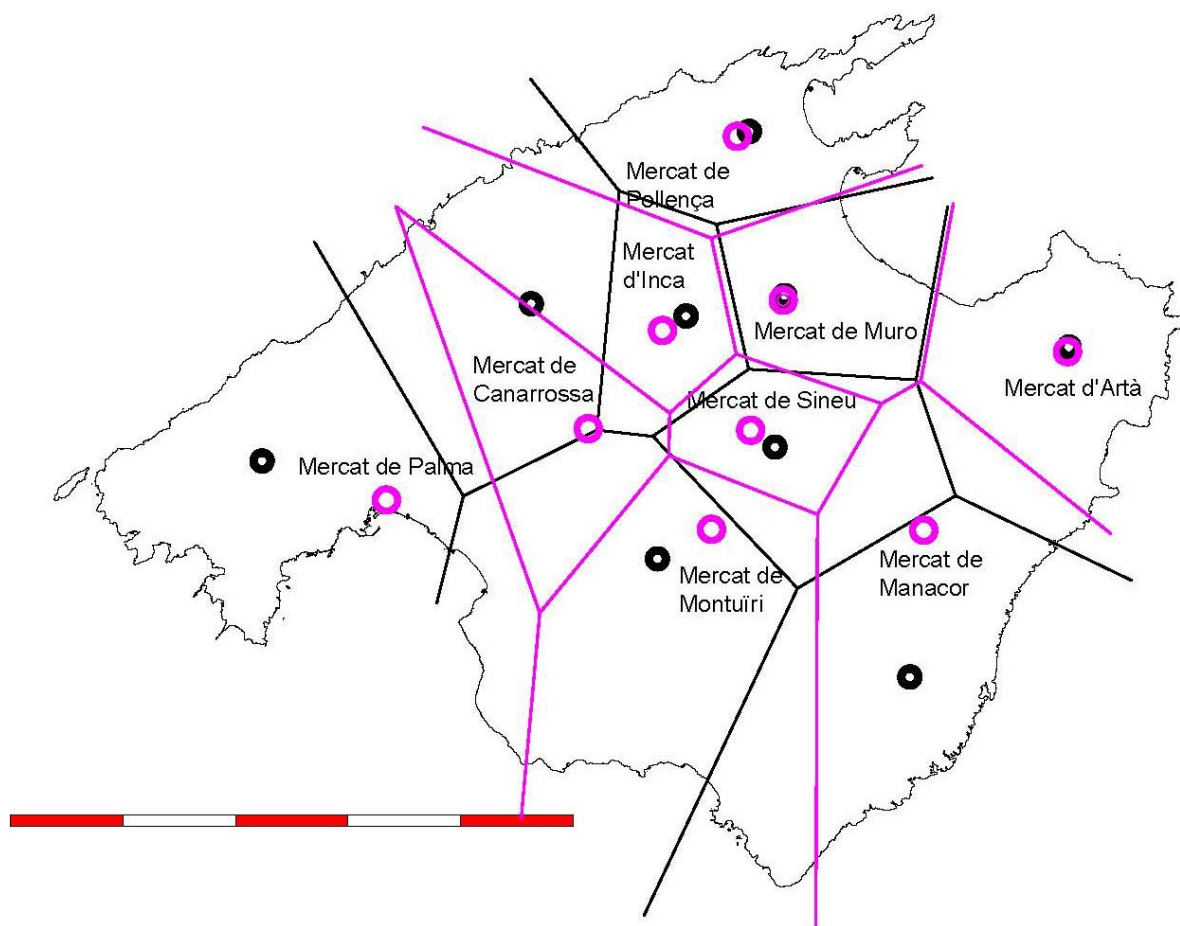 Mercat de
Pollença
Mercat
d'Inca
Mercat de Muro
Mercat de
Canarrossa
Mercat de Sineu
Mercat d'Artà
Mercat de Palma
Mercat de
Montuïri
Mercat de
Manacor